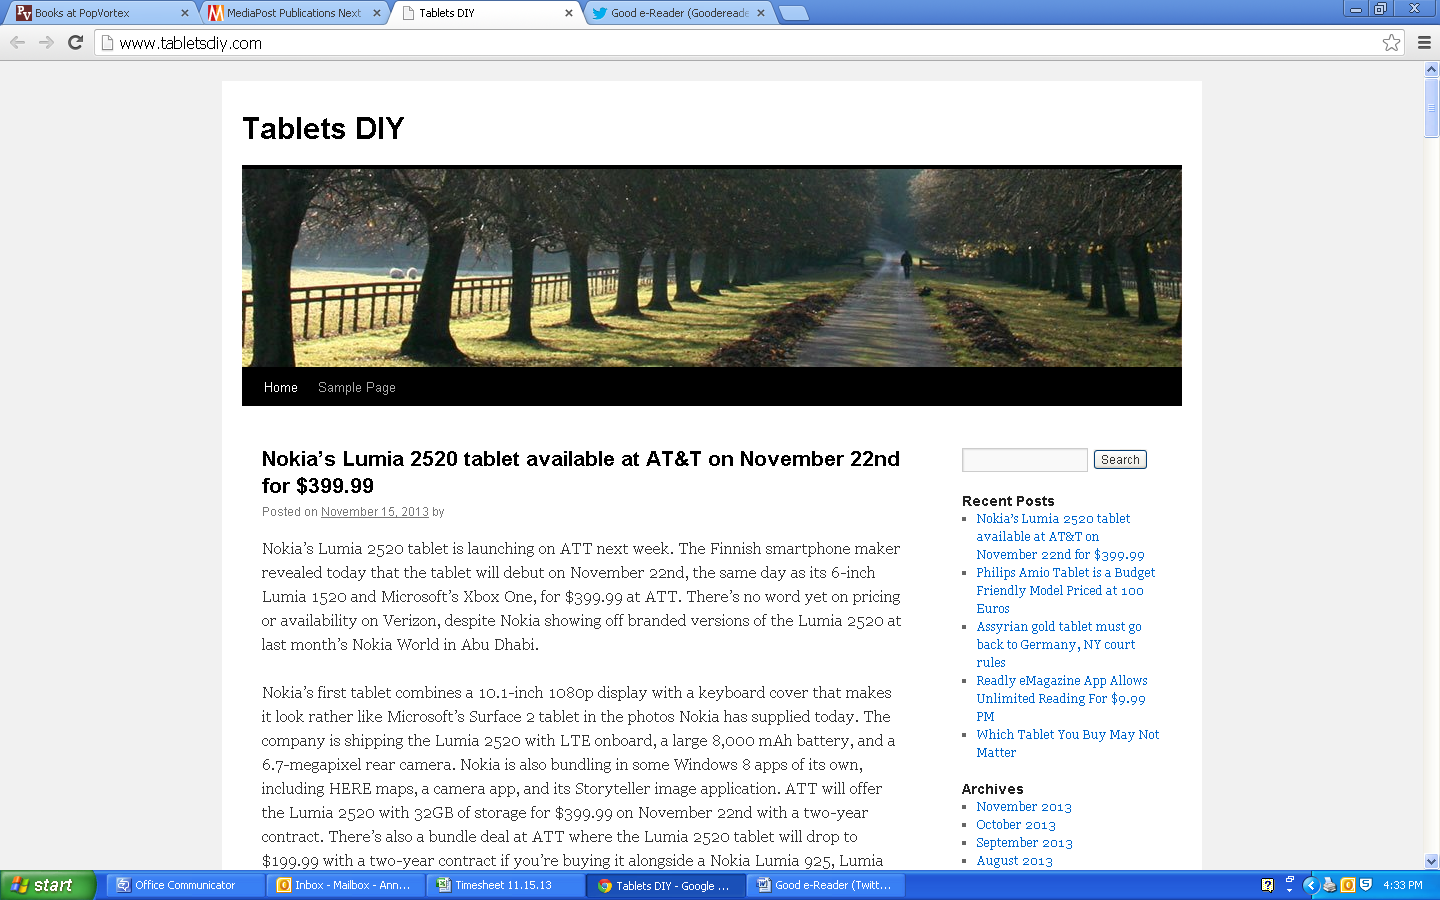 Books at PopVortex
MediaPost Publications Next
Tablets DIY
Good e-Reader (Gooderead
www.tabletsdiy.com
Tablets DIY
Home Sample Page
Nokia's Lumia 2520 tablet available at AT&T on November 22nd
for $399.99
Posted on November 15, 2013 by
Nokia's Lumia 2520 tablet is launching on ATT next week. The Finnish smartphone maker
revealed today that the tablet will debut on November 22nd, the same day as its 6-inch
Lumia 1520 and Microsoft's Xbox One, for $399.99 at ATT. There's no word yet on pricing
or availability on Verizon, despite Nokia showing off branded versions of the Lumia 2520 at
last month's Nokia World in Abu Dhabi.
Nokia's first tablet combines a 10.1-inch 1080p display with a keyboard cover that makes
it look rather like Microsoft's Surface 2 tablet in the photos Nokia has supplied today. The
company is shipping the Lumia 2520 with LTE onboard, a large 8,000 mAh battery, and a
6.7-megapixel rear camera. Nokia is also bundling in some Windows 8 apps of its own,
including HERE maps, a camera app, and its Storyteller image application. ATT will offer
the Lumia 2520 with 32GB of storage for $399.99 on November 22nd with a two-year
contract. There's also a bundle deal at ATT where the Lumia 2520 tablet will drop to
$199.99 with a two-year contract if you're buying it alongside a Nokia Lumia 925, Lumia
Search
Recent Posts
Nokia's Lumia 2520 tablet
available at AT&T on
November 22nd for $399.99
Philips Amio Tablet is a Budget
Friendly Model Priced at 100
Euros
Assyrian gold tablet must go
back to Germany, NY court
rules
Readly eMagazine App Allows
Unlimited Reading For $9.99
PM
Which Tablet You Buy May Not
Matter
Archives
November 2013
October 2013
September 2013
August 2013
start
Office Communicator
Inbox - Mailbox - Ann...
Timesheet 11.15.13
Tablets DIY - Google ...
Good e-Reader (Twitt...
4:33 PM